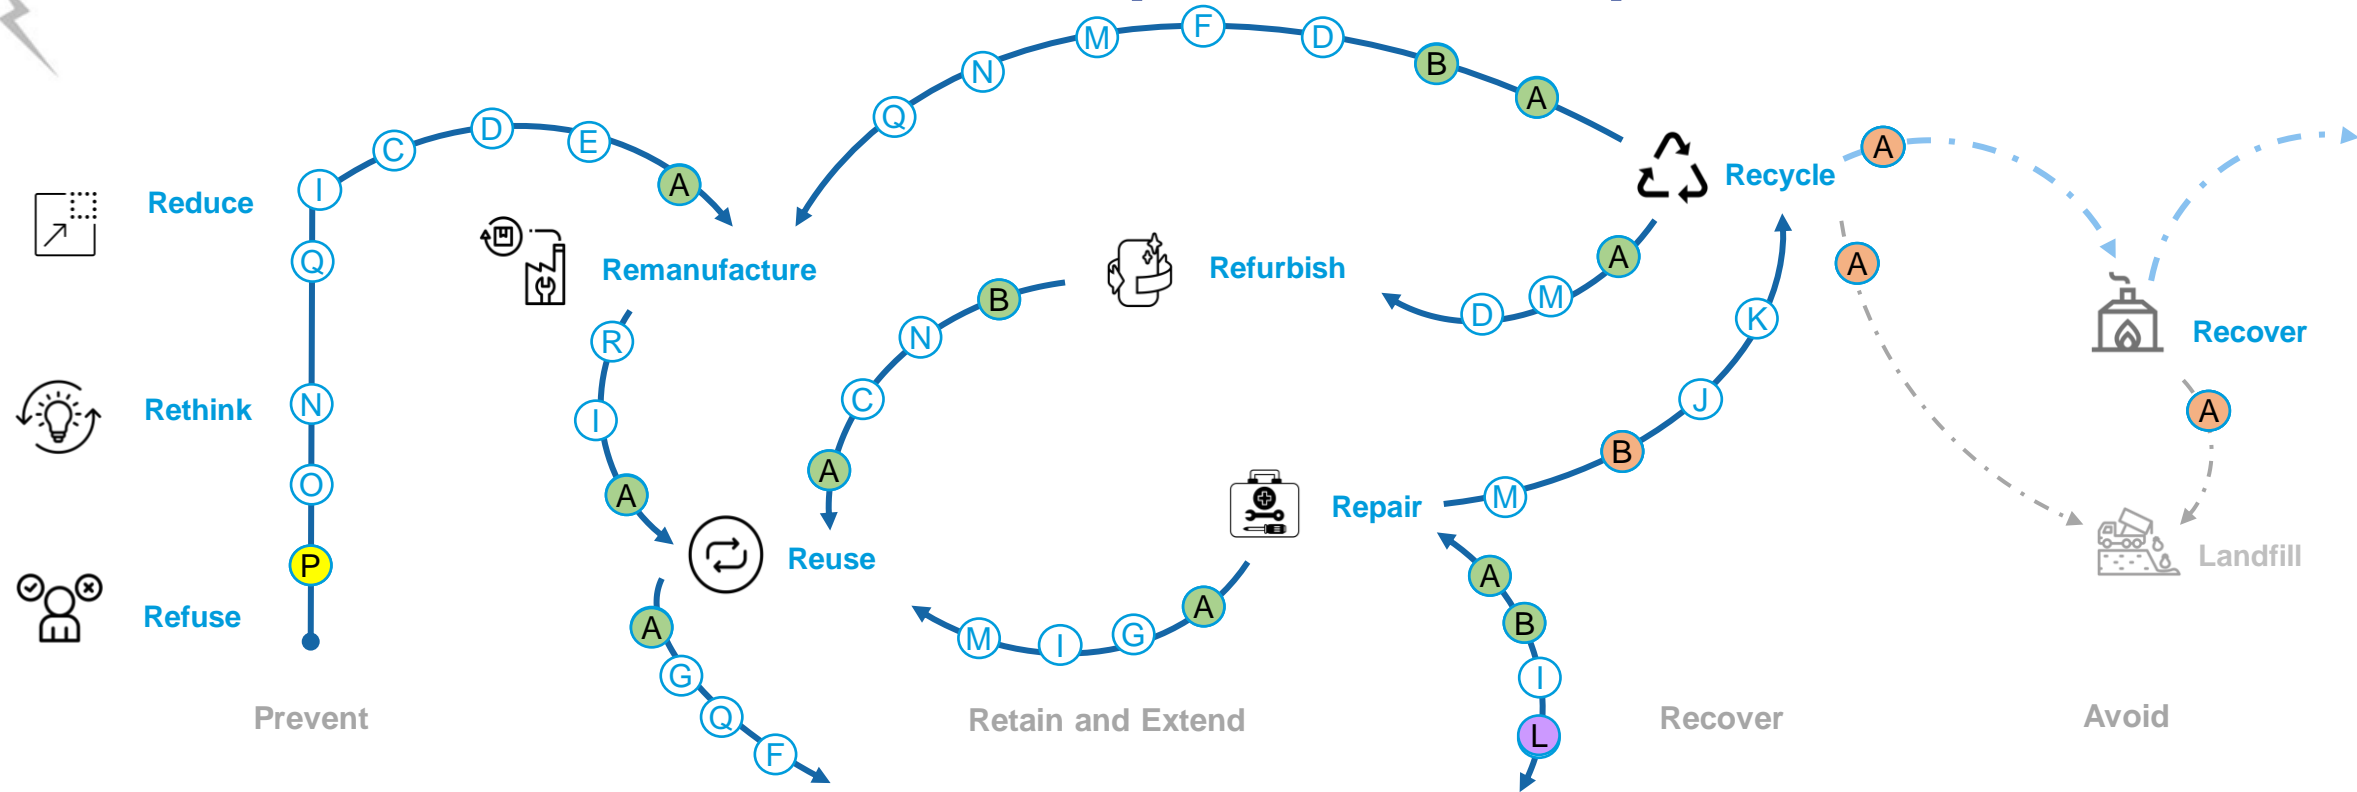 M F D B A
N
Q
I C D E A
Reduce
Q
Remanufacture
Refurbish
Recycle
A
A
A M D
K
J
B
M
Recover
A
Rethink
N
O
P
Refuse
R
I
A
B
N
C
A
Reuse
Repair
Landfill
A
G
Q
F
M I G A
A
B
I
L
Prevent
Retain and Extend
Recover
Avoid